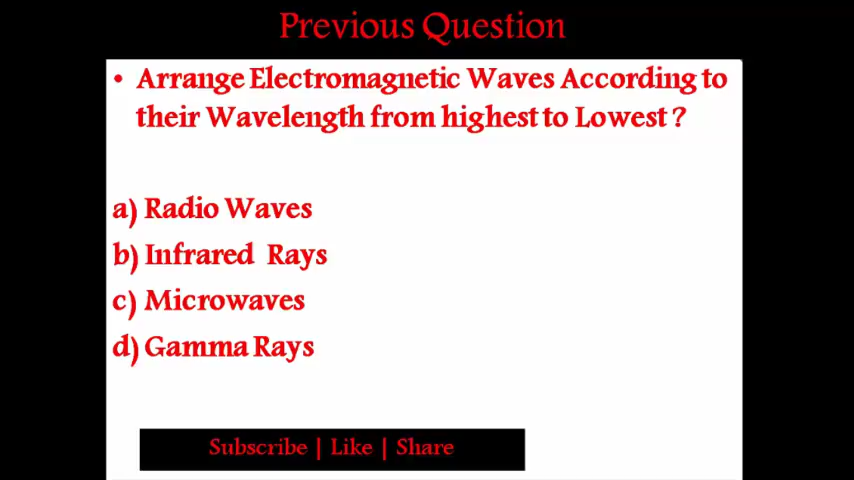 Previous Question
• Arrange Electromagnetic Waves According to
their Wavelength from highest to Lowest ?
a) Radio Waves
b) Infrared Rays
c) Microwaves
d) Gamma Rays
Subscribe | Like | Share